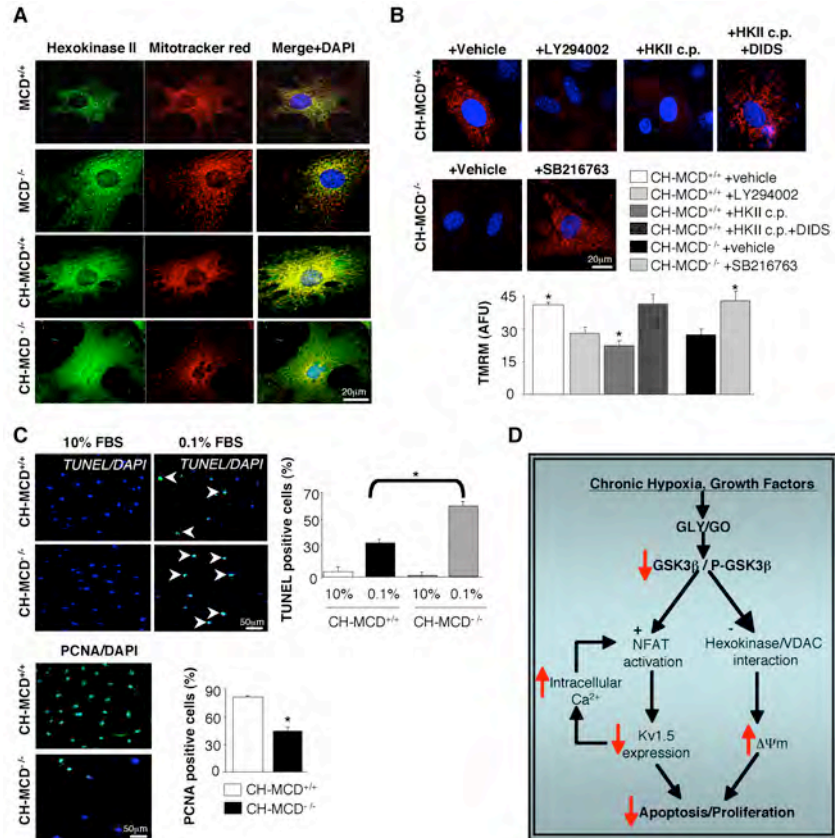 A
Hexokinase II Mitotracker red Merge+DAPI
MCD+/+
MCD-/-
CH-MCD+/+
CH-MCD-/-
20μm
B
+Vehicle +LY294002 +HKII c.p. +HKII c.p.
+DIDS
CH-MCD+/+
+Vehicle +SB216763
CH-MCD-/-
20μm
CH-MCD+/+ +vehicle
CH-MCD+/+ +LY294002
CH-MCD+/+ +HKII c.p.
CH-MCD+/+ +HKII c.p.+DIDS
CH-MCD-/- +vehicle
CH-MCD-/- +SB216763
TMRM (AFU)
45
30
15
0
* * *
C
10% FBS 0.1% FBS
TUNEL/DAPI TUNEL/DAPI
CH-MCD+/+
CH-MCD-/-
50μm
TUNEL positive cells (%)
70
50
30
10
0
*
10% 0.1% 10% 0.1%
CH-MCD+/+ CH-MCD-/-
PCNA/DAPI
CH-MCD+/+
CH-MCD-/-
50μm
PCNA positive cells (%)
90
60
30
0
*
CH-MCD+/+
CH-MCD-/-
D
Chronic Hypoxia, Growth Factors
GLY/GO
GSK3β / P-GSK3β
+ -
NFAT
activation
Hexokinase/VDAC
interaction
Intracellular
Ca2+
Kv1.5
expression
ΔΨm
Apoptosis/Proliferation